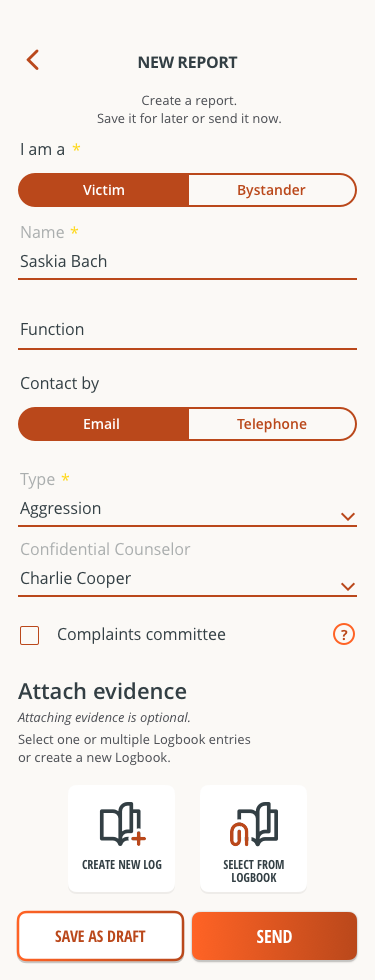 NEW REPORT
Create a report.
Save it for later or send it now.
I am a *
Victim Bystander
Name *
Saskia Bach
Function
Contact by
Email Telephone
Type *
Aggression
Confidential Counselor
Charlie Cooper
Complaints committee ?
Attach evidence
Attaching evidence is optional.
Select one or multiple Logbook entries
or create a new Logbook.
CREATE NEW LOG
SELECT FROM
LOGBOOK
SAVE AS DRAFT SEND